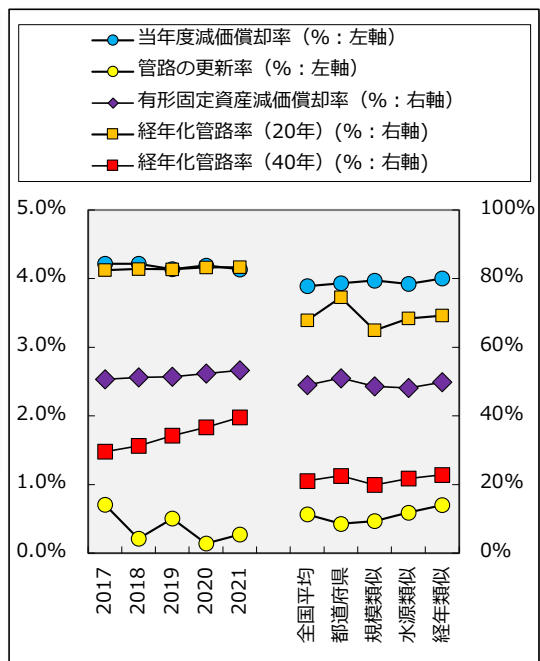 当年度減価償却率（%：左軸）
管路の更新率（%：左軸）
有形固定資産減価償却率（%：右軸）
経年化管路率（20年）(%：右軸)
経年化管路率（40年）(%：右軸)
5.0% 100%
4.0% 80%
3.0% 60%
2.0% 40%
1.0% 20%
0.0% 0%
2017
2018
2019
2020
2021
全国平均
都道府県
規模類似
水源類似
経年類似